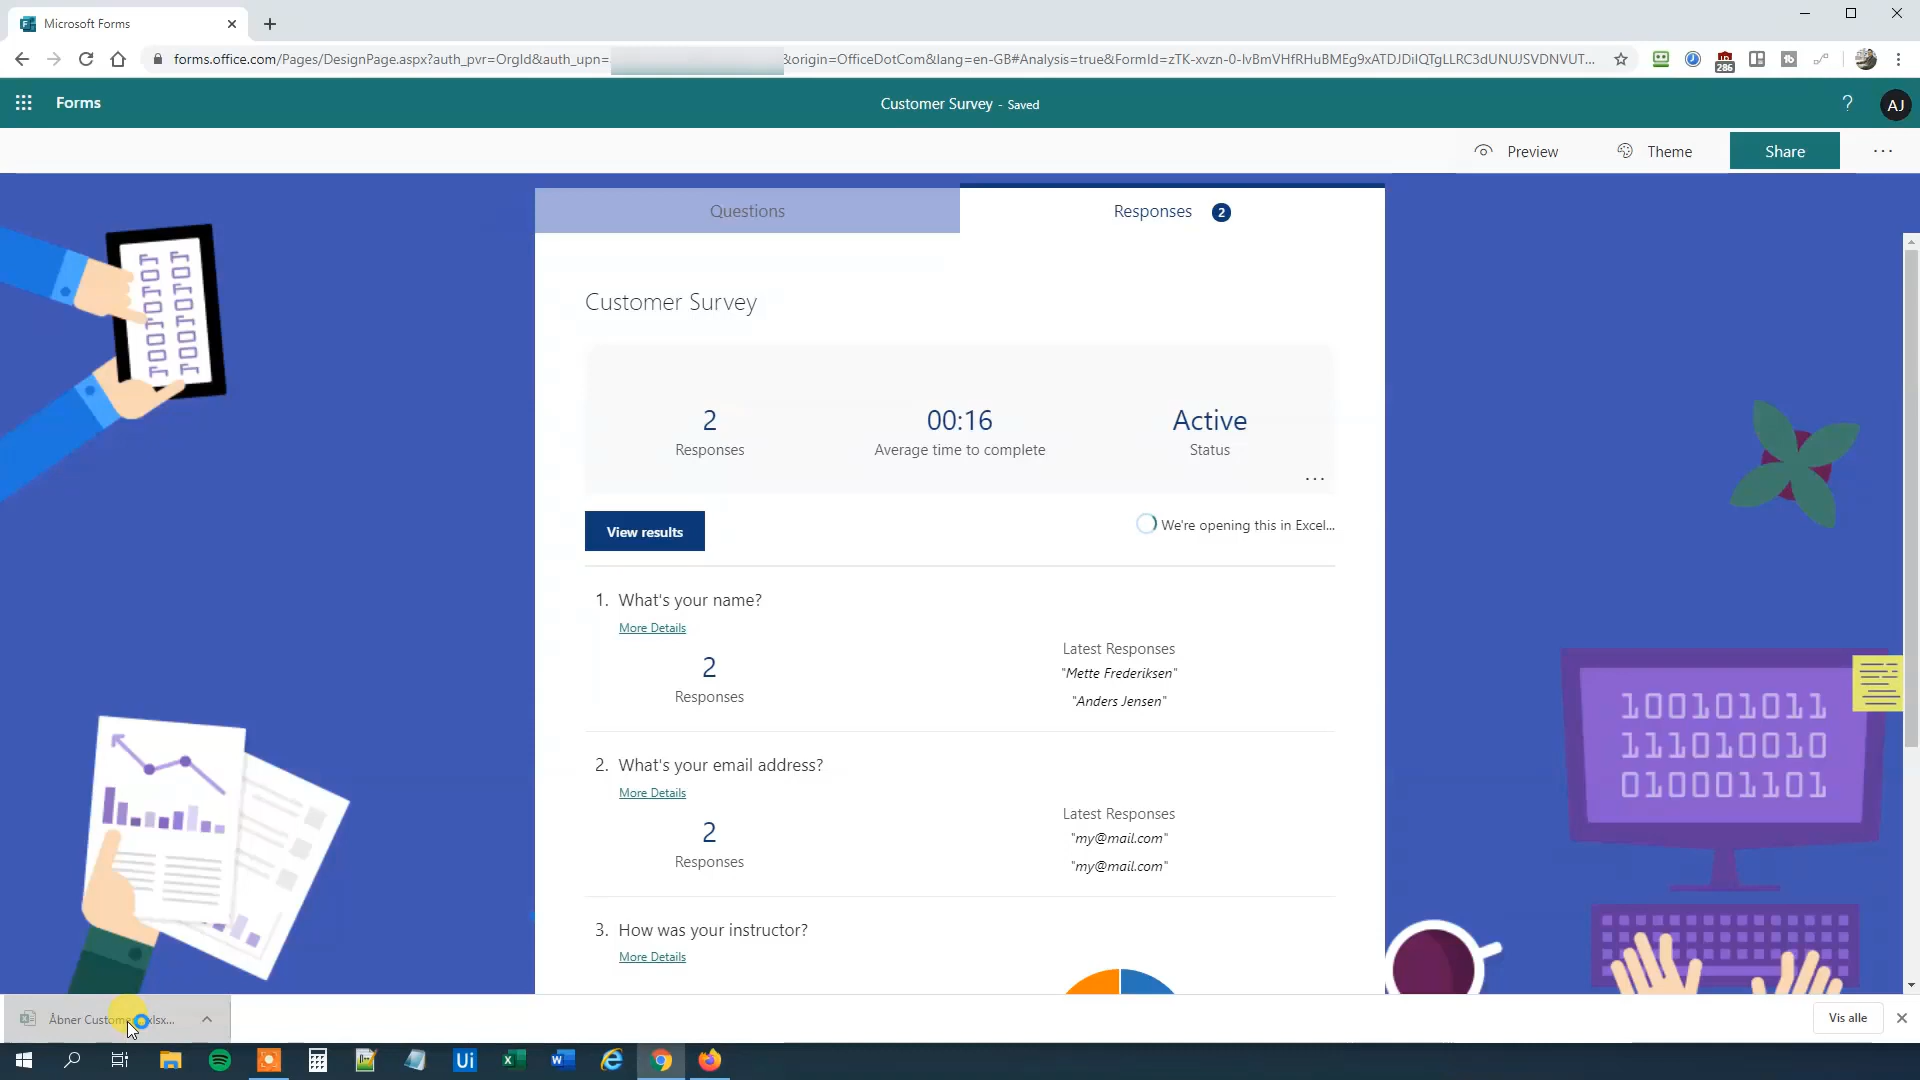 Microsoft Forms
forms.office.com/Pages/DesignPage.aspx?auth_pvr=OrgId&auth_upn=
&origin=OfficeDotCom&lang=en-GB#Analysis=true&FormId=zTK-xvzn-0-IvBmVHfRHuBMEg9xATDJDiIQTgLLRC3dUNUJSVDNVUT...
286
Forms
Customer Survey - Saved
?
AJ
Preview
Theme
Share
...
Questions
Responses 2
Customer Survey
2
Responses
00:16
Average time to complete
Active
Status
...
View results
We're opening this in Excel...
1. What's your name?
More Details
2
Responses
Latest Responses
"Mette Frederiksen"
"Anders Jensen"
2. What's your email address?
More Details
2
Responses
Latest Responses
"my@mail.com"
"my@mail.com"
3. How was your instructor?
More Details
100101011
111010010
010001101
Åbner
Vis alle
Ui